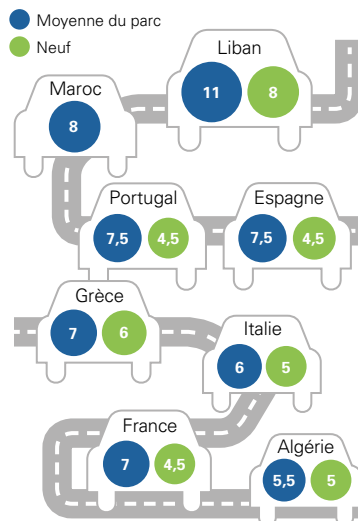 Moyenne du parc
Neuf
Liban
11 8
Maroc
8
Portugal
7,5 4,5
Espagne
7,5 4,5
Grèce
7 6
Italie
6 5
France
7 4,5
Algérie
5,5 5